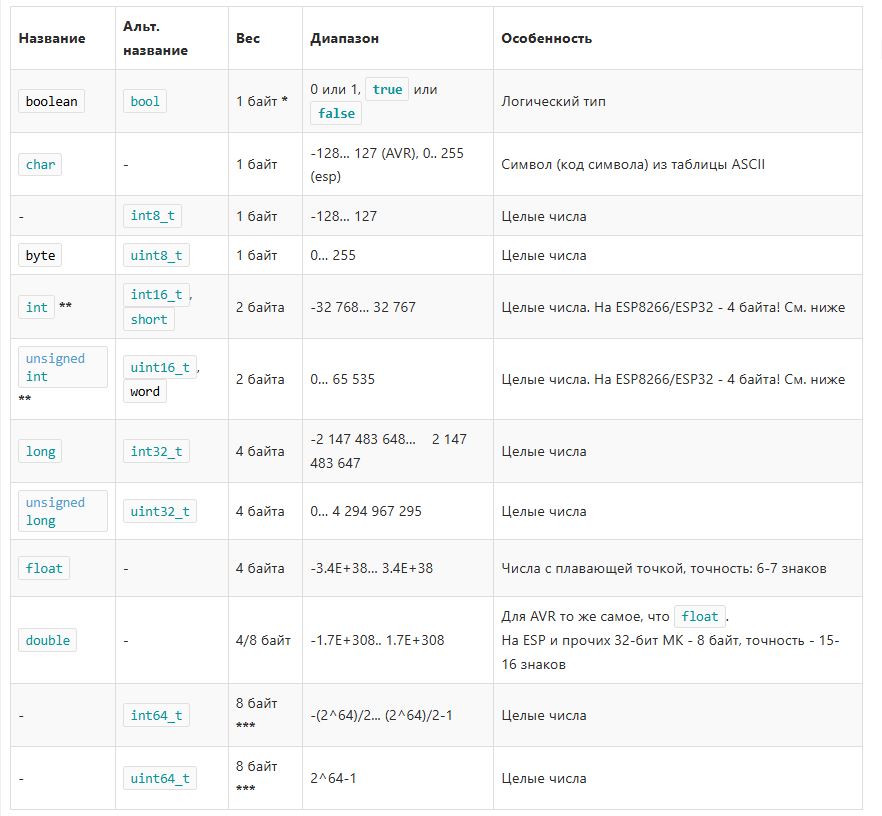 Название Альт. название Вес Диапазон Особенность
boolean bool 1 байт * 0 или 1, true или false Логический тип
char - 1 байт -128... 127 (AVR), 0.. 255 (esp) Символ (код символа) из таблицы ASCII
- int8_t 1 байт -128... 127 Целые числа
byte uint8_t 1 байт 0... 255 Целые числа
int ** int16_t, short 2 байта -32 768... 32 767 Целые числа. На ESP8266/ESP32 - 4 байта! См. ниже
unsigned int ** uint16_t, word 2 байта 0... 65 535 Целые числа. На ESP8266/ESP32 - 4 байта! См. ниже
long int32_t 4 байта -2 147 483 648... 2 147 483 647 Целые числа
unsigned long uint32_t 4 байта 0... 4 294 967 295 Целые числа
float - 4 байта -3.4E+38... 3.4E+38 Числа с плавающей точкой, точность: 6-7 знаков
double - 4/8 байт -1.7E+308.. 1.7E+308 Для AVR то же самое, что float.
На ESP и прочих 32-бит МК - 8 байт, точность - 15-16 знаков
- int64_t 8 байт *** -(2^64)/2... (2^64)/2-1 Целые числа
- uint64_t 8 байт *** 2^64-1 Целые числа